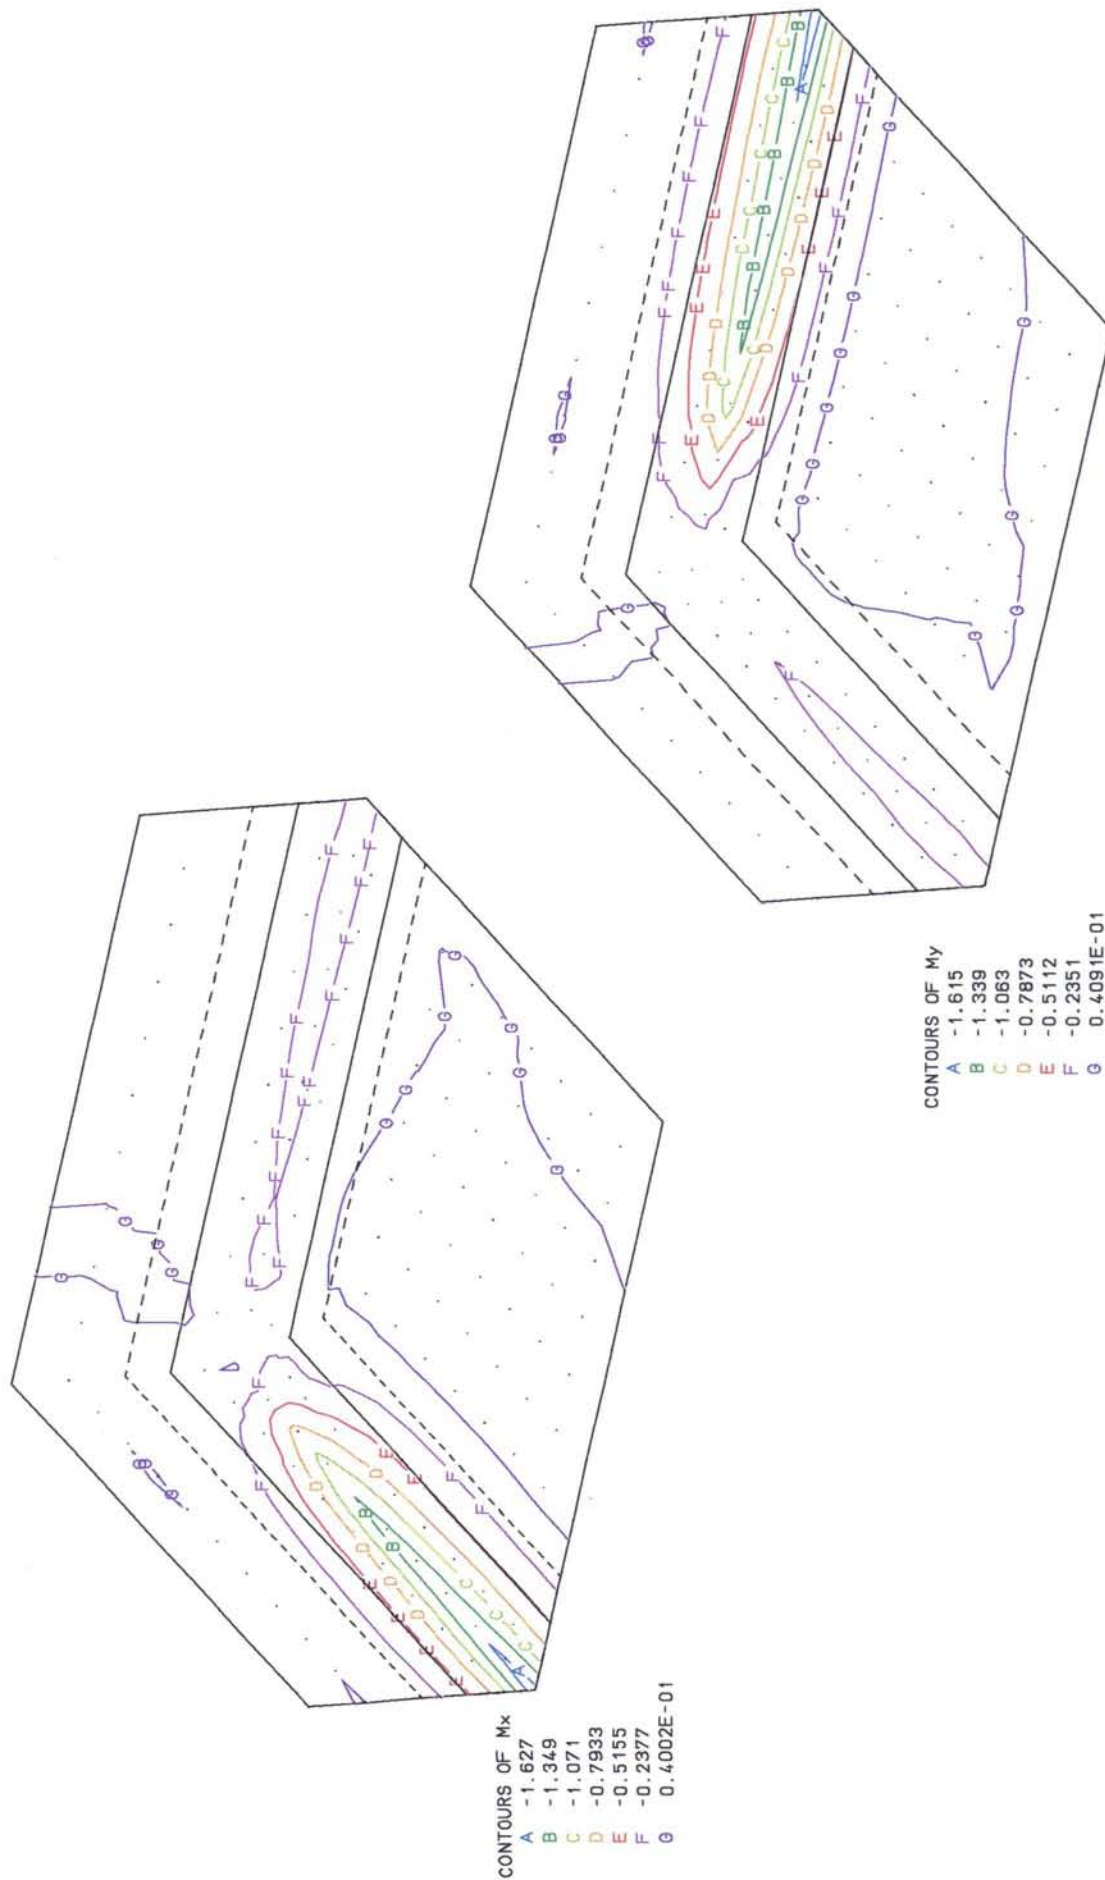 CONTOURS OF Mx
A -1.627
B -1.349
C -1.071
D -0.7933
E -0.5155
F -0.2377
G 0.4002E-01
CONTOURS OF My
A -1.615
B -1.339
C -1.063
D -0.7873
E -0.5112
F -0.2351
G 0.4091E-01